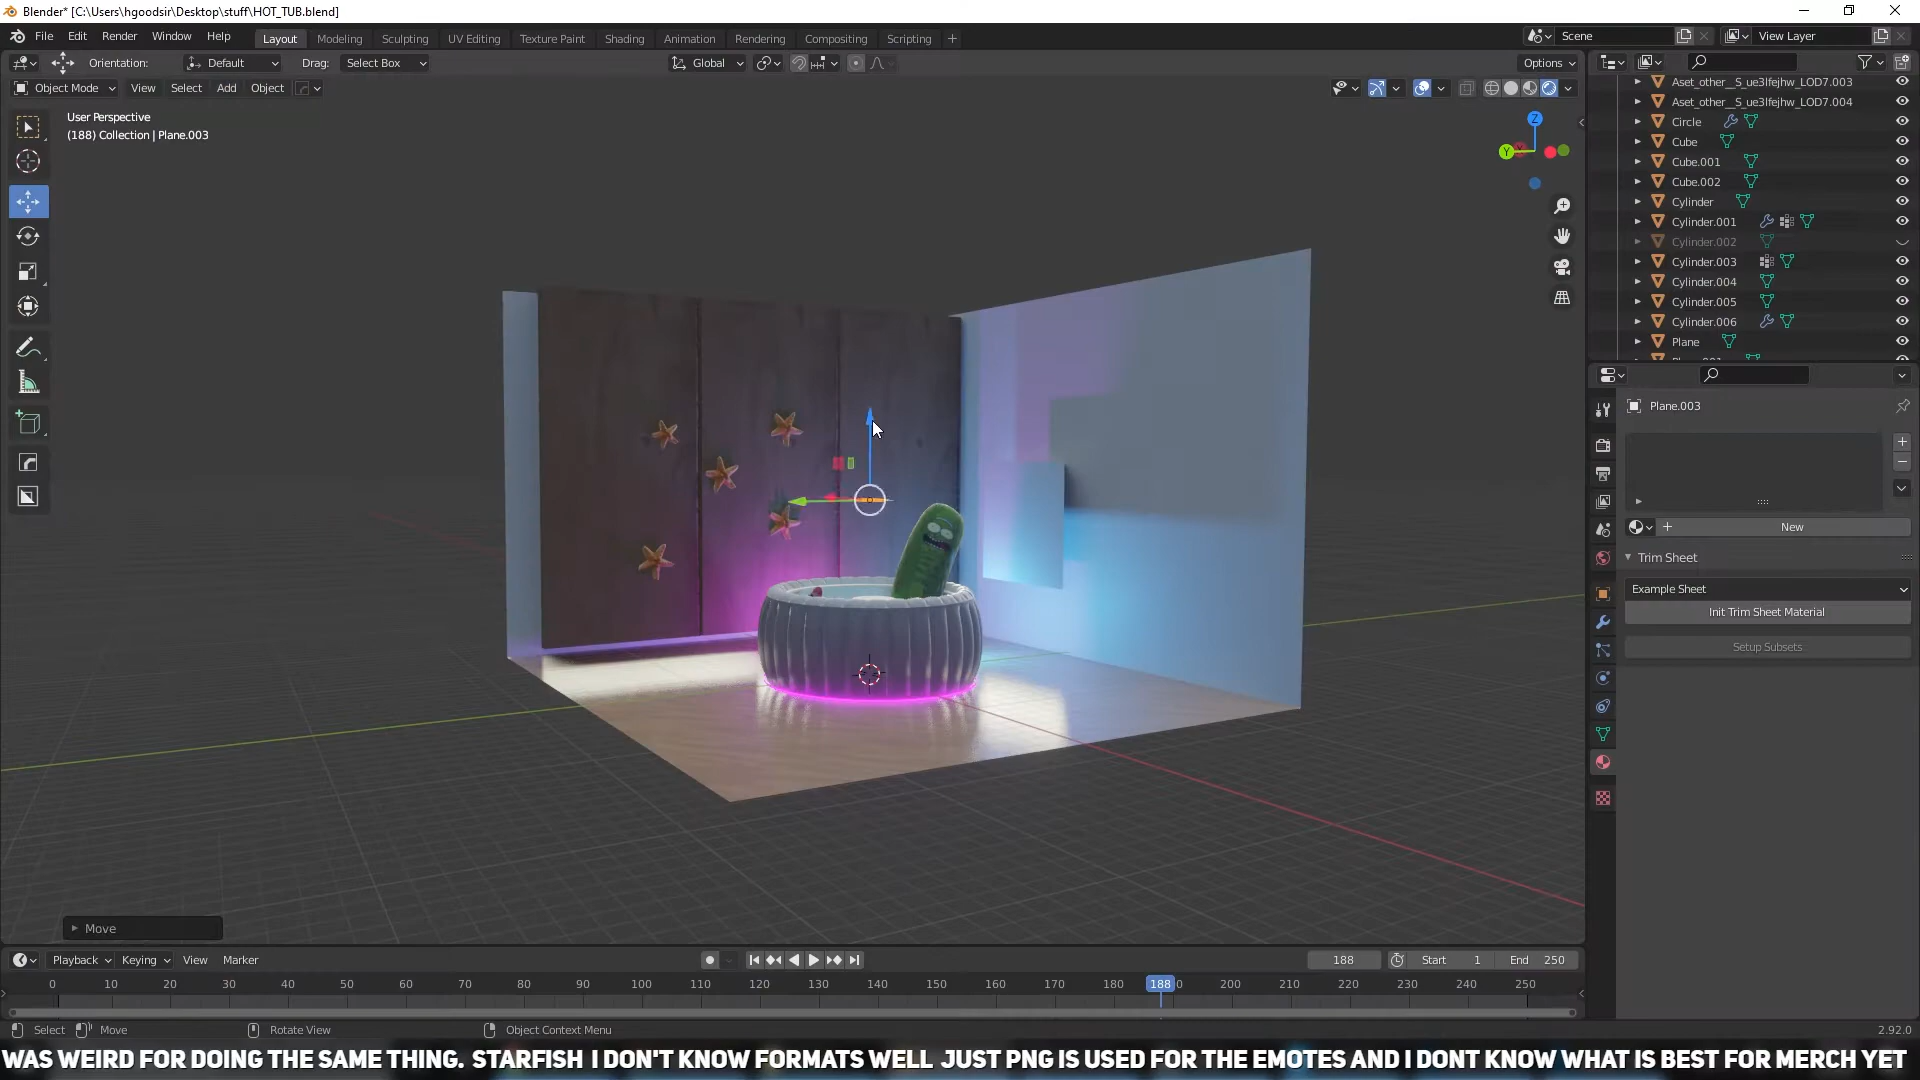 Blender* [C:\Users\hgoodsir\Desktop\stuff\HOT_TUB.blend]
File Edit Render Window Help Layout Modeling Sculpting UV Editing Texture Paint Shading Animation Rendering Compositing Scripting + Scene View Layer
Orientation: Default Drag: Select Box Global Options
Object Mode View Select Add Object
User Perspective
(188) Collection | Plane.003
Z
Y
Aset_other__S_ue3lfejhw_LOD7.003
Aset_other__S_ue3lfejhw_LOD7.004
Circle
Cube
Cube.001
Cube.002
Cylinder
Cylinder.001
Cylinder.002
Cylinder.003
Cylinder.004
Cylinder.005
Cylinder.006
Plane
Plane.003
New
Trim Sheet
Example Sheet
Init Trim Sheet Material
Setup Subsets
Move
Playback Keying View Marker 188 Start 1 End 250
0 10 20 30 40 50 60 70 80 90 100 110 120 130 140 150 160 170 180 188 0 200 210 220 230 240 250
Select Move Rotate View Object Context Menu 2.92.0
WAS WEIRD FOR DOING THE SAME THING. STARFISH I DON'T KNOW FORMATS WELL JUST PNG IS USED FOR THE EMOTES AND I DONT KNOW WHAT IS BEST FOR MERCH YET